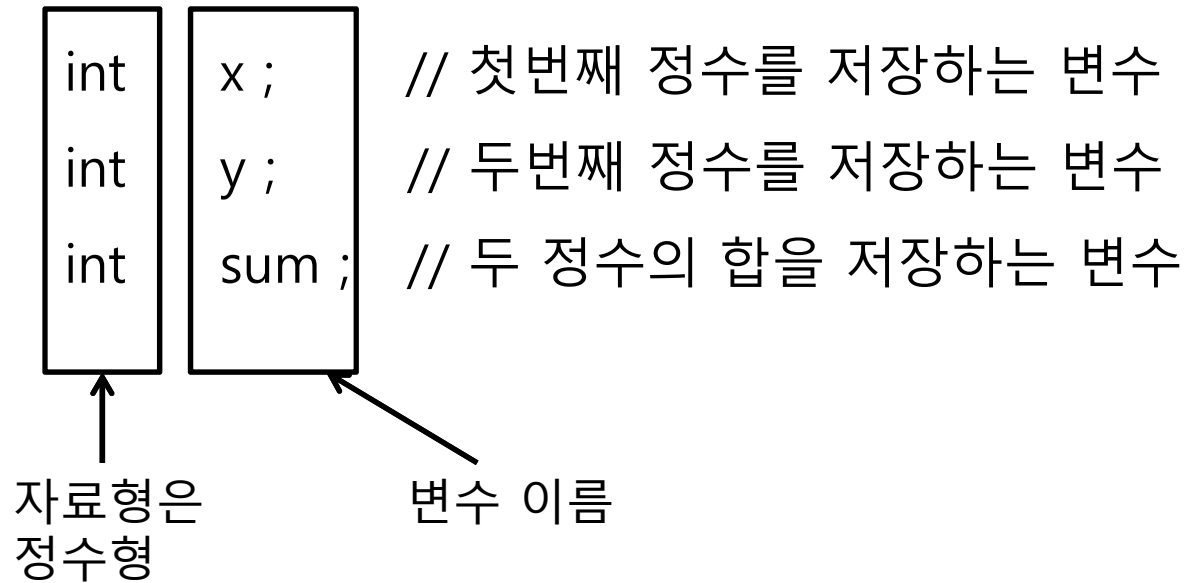 int x ; // 첫번째 정수를 저장하는 변수
int y ; // 두번째 정수를 저장하는 변수
int sum ; // 두 정수의 합을 저장하는 변수
자료형은
정수형
변수 이름